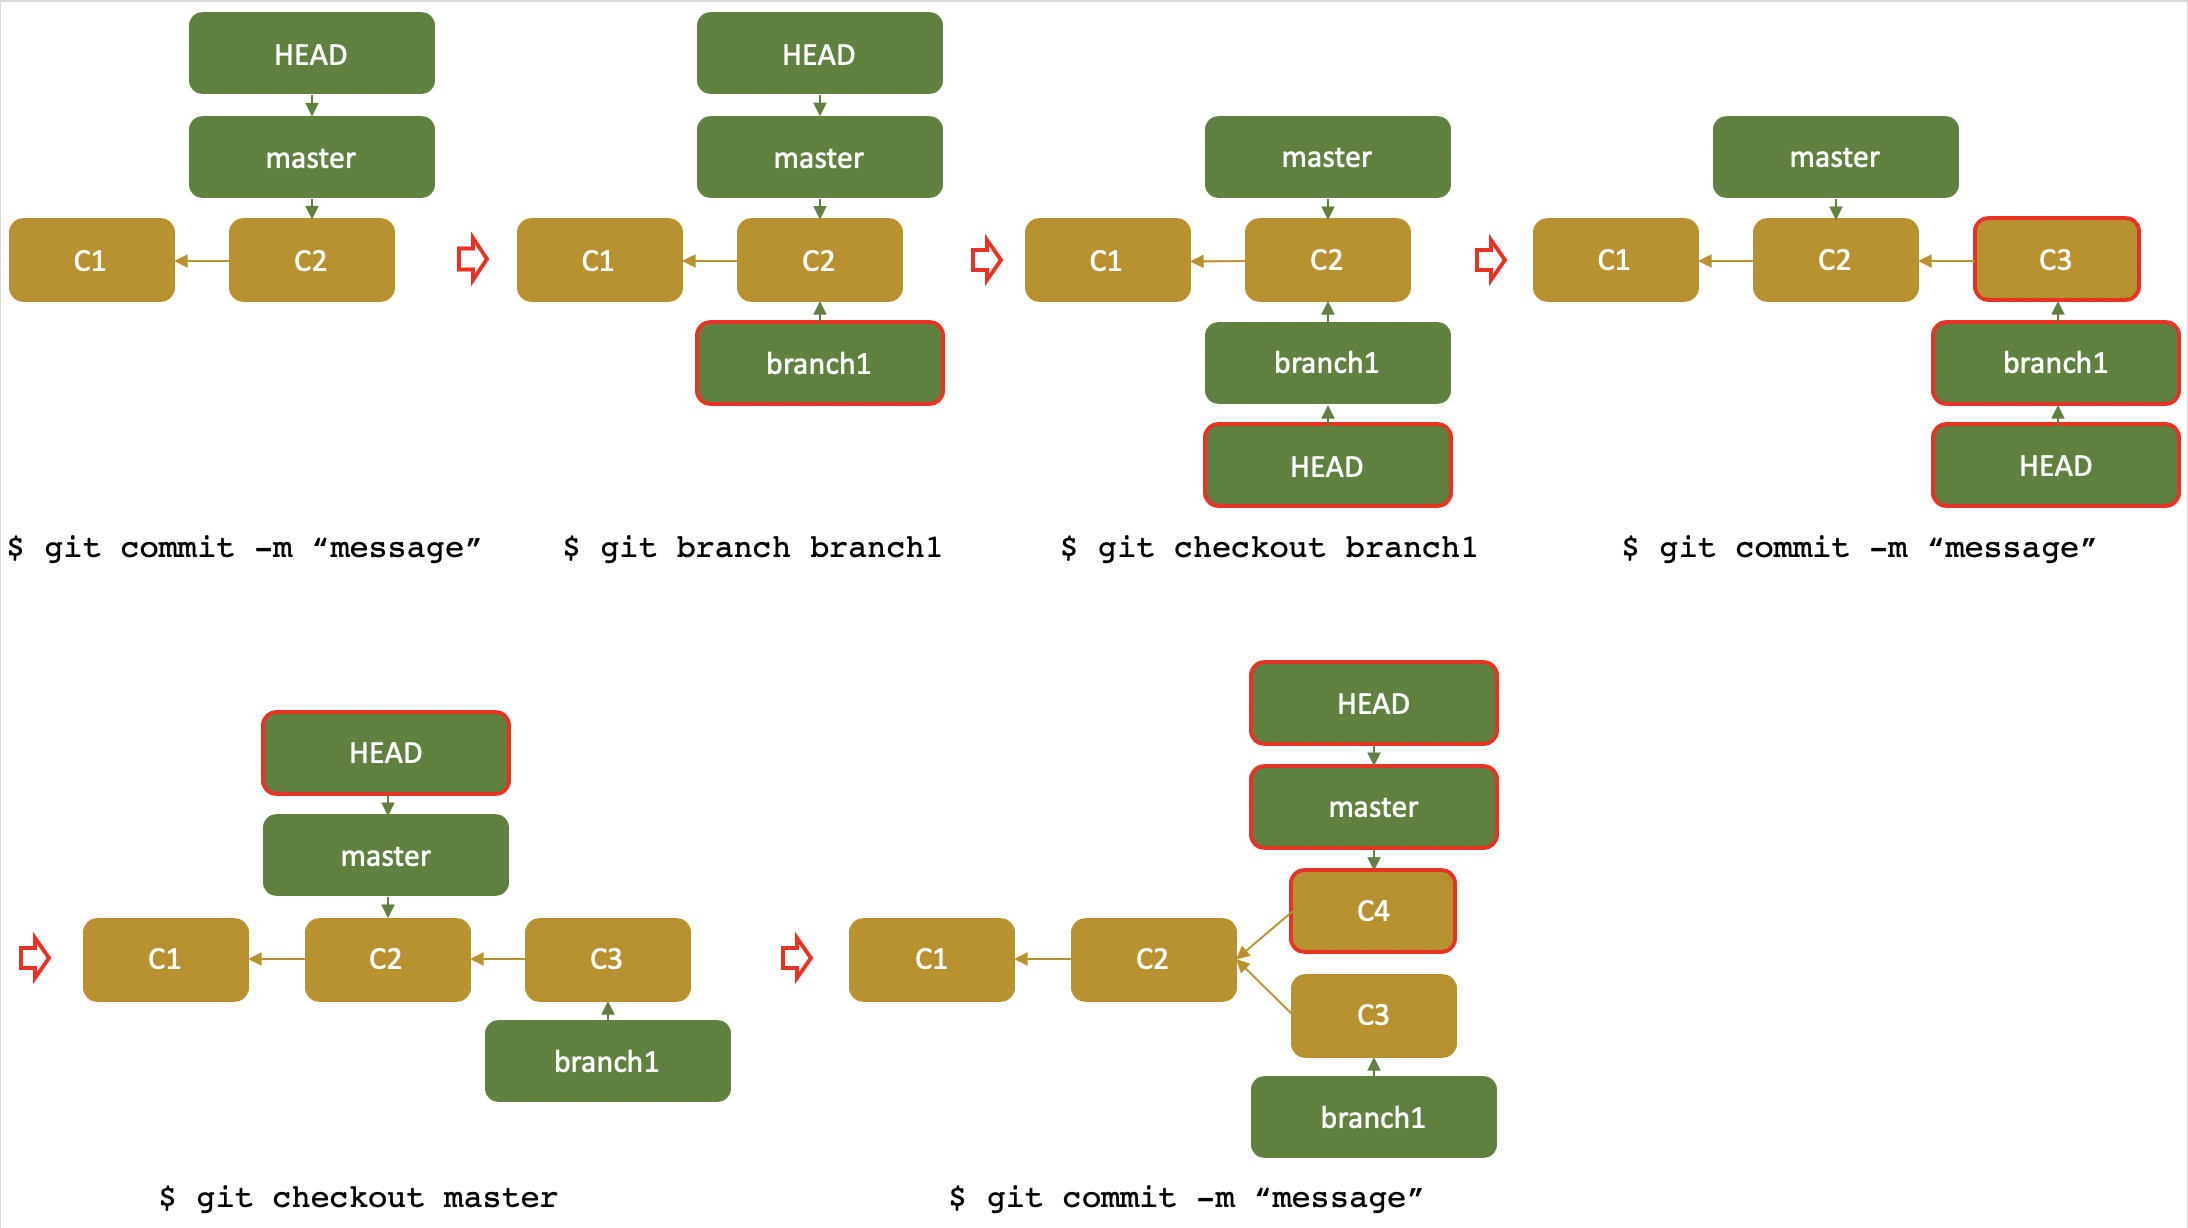 HEAD
master
C1
C2
$ git commit -m “message”
HEAD
master
C1
C2
branch1
$ git branch branch1
master
C1
C2
branch1
HEAD
$ git checkout branch1
master
C1
C2
C3
branch1
HEAD
$ git commit -m “message”
HEAD
master
C1
C2
C3
branch1
$ git checkout master
HEAD
master
C4
C1
C2
C3
branch1
$ git commit -m “message”